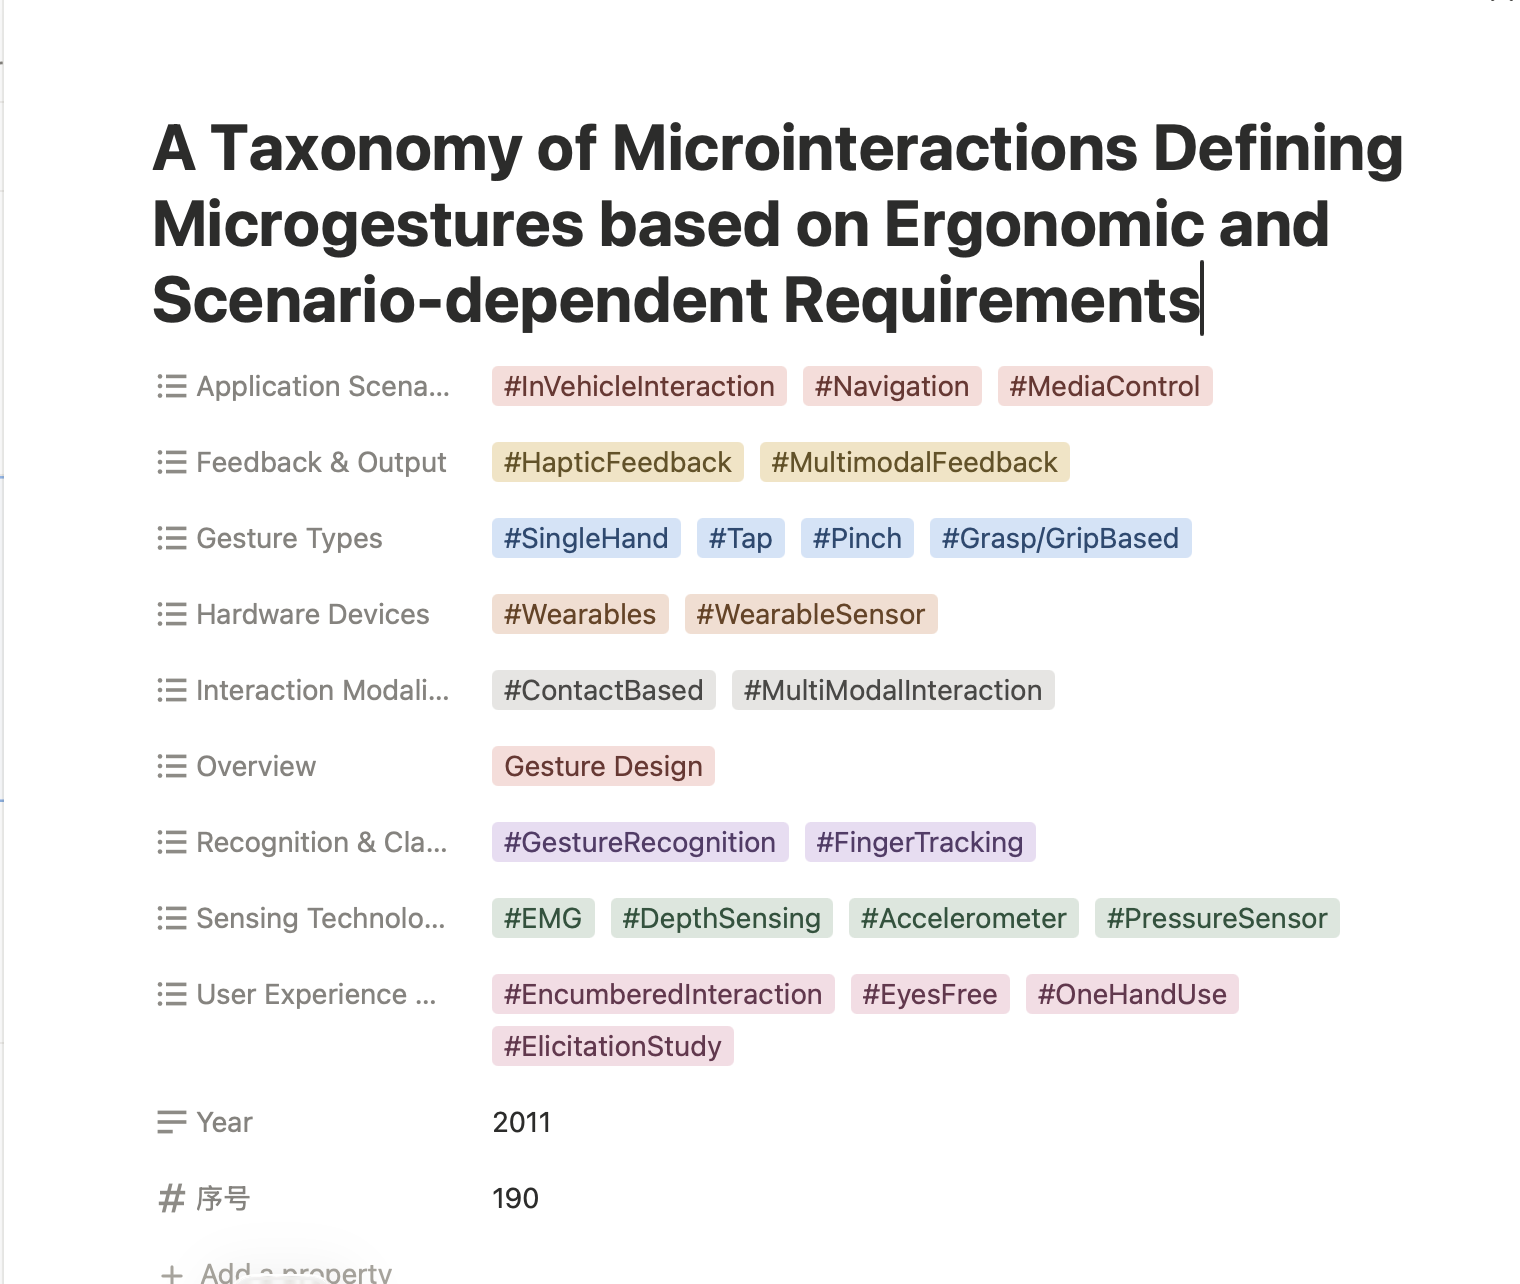 A Taxonomy of Microinteractions Defining
Microgestures based on Ergonomic and
Scenario-dependent Requirements
Application Scena... #InVehicleInteraction #Navigation #MediaControl
Feedback & Output #HapticFeedback #MultimodalFeedback
Gesture Types #SingleHand #Tap #Pinch #Grasp/GripBased
Hardware Devices #Wearables #WearableSensor
Interaction Modali... #ContactBased #MultiModalInteraction
Overview Gesture Design
Recognition & Cla... #GestureRecognition #FingerTracking
Sensing Technolo... #EMG #DepthSensing #Accelerometer #PressureSensor
User Experience ... #EncumberedInteraction #EyesFree #OneHandUse
#ElicitationStudy
Year 2011
序号 190
+ Add a property